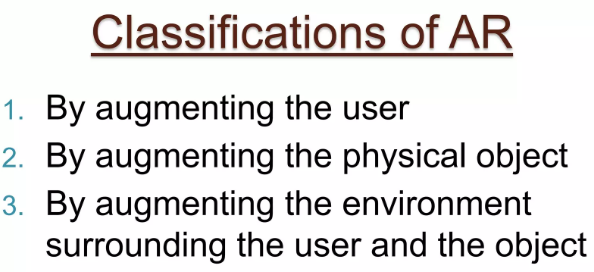 Classifications of AR
1. By augmenting the user
2. By augmenting the physical object
3. By augmenting the environment
surrounding the user and the object